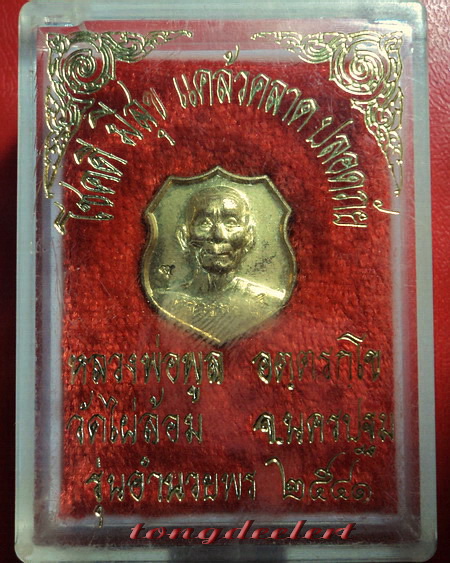 โชคดี มีสุข แคล้วคลาด ปลอดภัย
หลวงพ่อพูล อตฺตรกฺโข
วัดไผ่ล้อม จ.นครปฐม
รุ่นอำนวยพร ๒๕๔๑
tongdeelert